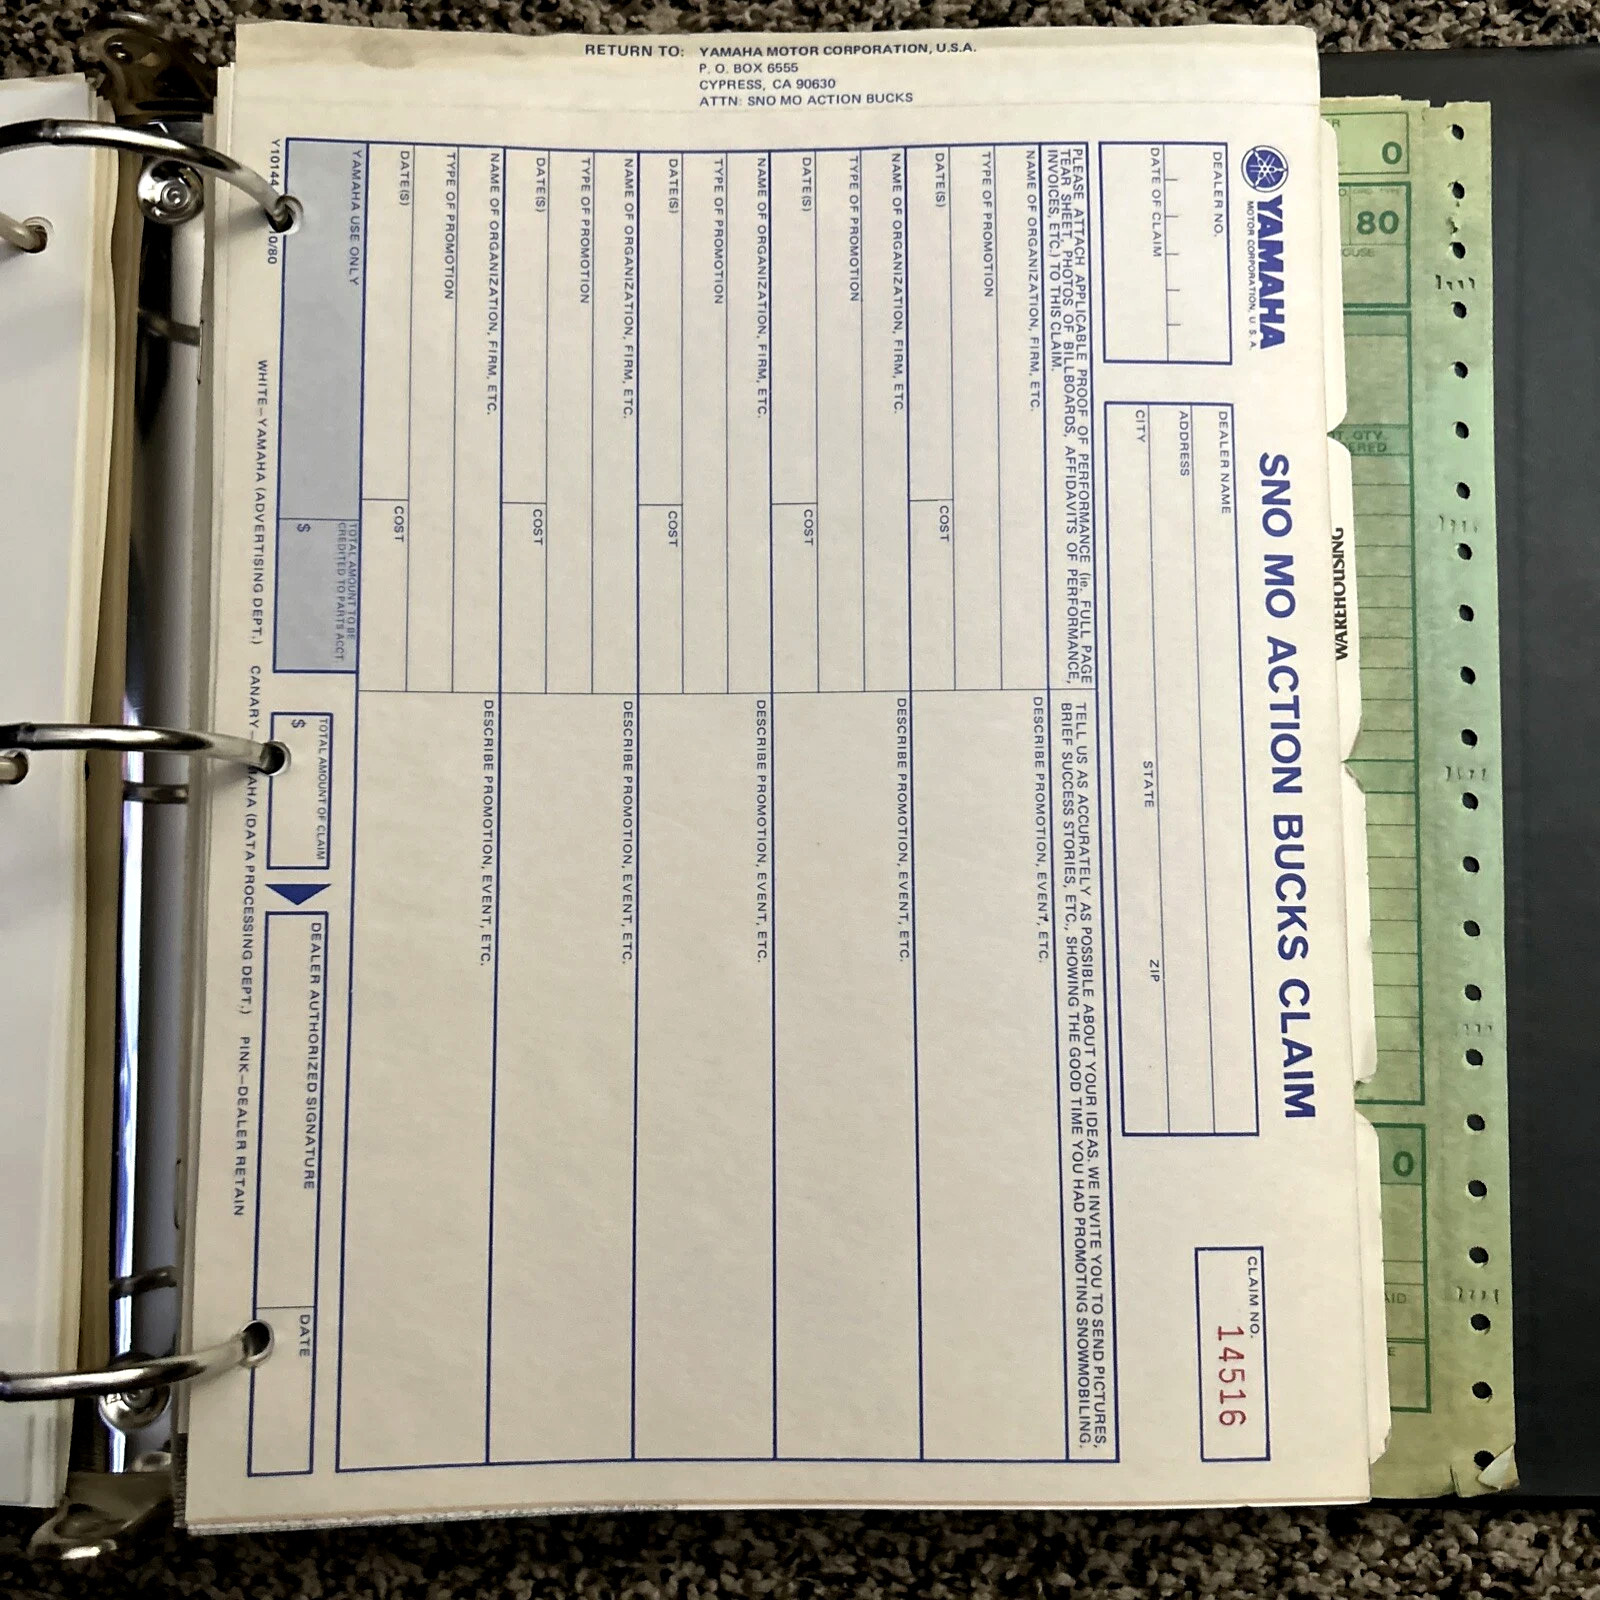 RETURN TO: YAMAHA MOTOR CORPORATION, U.S.A.
P. O. BOX 6555
CYPRESS, CA 90630
ATTN: SNO MO ACTION BUCKS
YAMAHA
MOTOR CORPORATION, U. S. A.
SNO MO ACTION BUCKS CLAIM
DEALER NO.
DATE OF CLAIM
DEALER NAME
ADDRESS
CITY STATE ZIP
CLAIM NO.
14516
PLEASE ATTACH APPLICABLE PROOF OF PERFORMANCE (ie. FULL PAGE
TEAR SHEET, PHOTOS OF BILLBOARDS, AFFIDAVITS OF PERFORMANCE,
INVOICES, ETC.) TO THIS CLAIM.
TELL US AS ACCURATELY AS POSSIBLE ABOUT YOUR IDEAS. WE INVITE YOU TO SEND PICTURES,
BRIEF SUCCESS STORIES, ETC., SHOWING THE GOOD TIME YOU HAD PROMOTING SNOWMOBILING.
NAME OF ORGANIZATION, FIRM, ETC.
DESCRIBE PROMOTION, EVENT, ETC.
TYPE OF PROMOTION
DATE(S) COST
NAME OF ORGANIZATION, FIRM, ETC.
DESCRIBE PROMOTION, EVENT, ETC.
TYPE OF PROMOTION
DATE(S) COST
NAME OF ORGANIZATION, FIRM, ETC.
DESCRIBE PROMOTION, EVENT, ETC.
TYPE OF PROMOTION
DATE(S) COST
NAME OF ORGANIZATION, FIRM, ETC.
DESCRIBE PROMOTION, EVENT, ETC.
TYPE OF PROMOTION
DATE(S) COST
NAME OF ORGANIZATION, FIRM, ETC.
DESCRIBE PROMOTION, EVENT, ETC.
TYPE OF PROMOTION
DATE(S) COST
YAMAHA USE ONLY
TOTAL AMOUNT TO BE
CREDITED TO PARTS ACCT.
$
TOTAL AMOUNT OF CLAIM
$
DEALER AUTHORIZED SIGNATURE
DATE
Y10144 10/80
WHITE—YAMAHA (ADVERTISING DEPT.) CANARY—AHA (DATA PROCESSING DEPT.) PINK—DEALER RETAIN
WAREHOUSING
0
80
QTY.
0